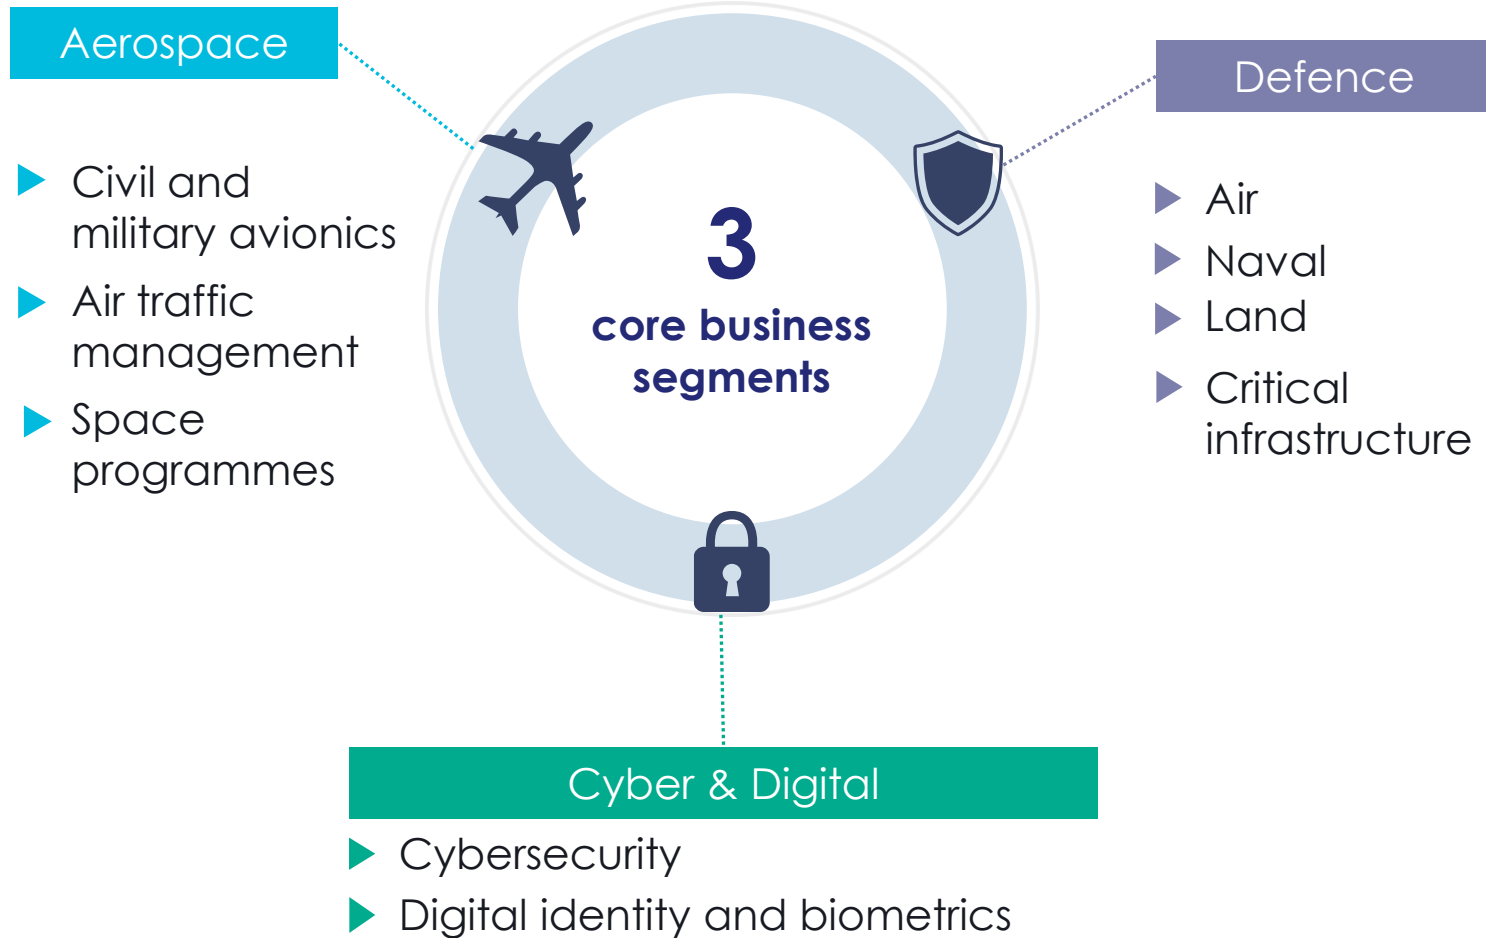 Aerospace
Civil and
military avionics
Air traffic
management
Space
programmes
3
core business
segments
Defence
Air
Naval
Land
Critical
infrastructure
Cyber & Digital
Cybersecurity
Digital identity and biometrics